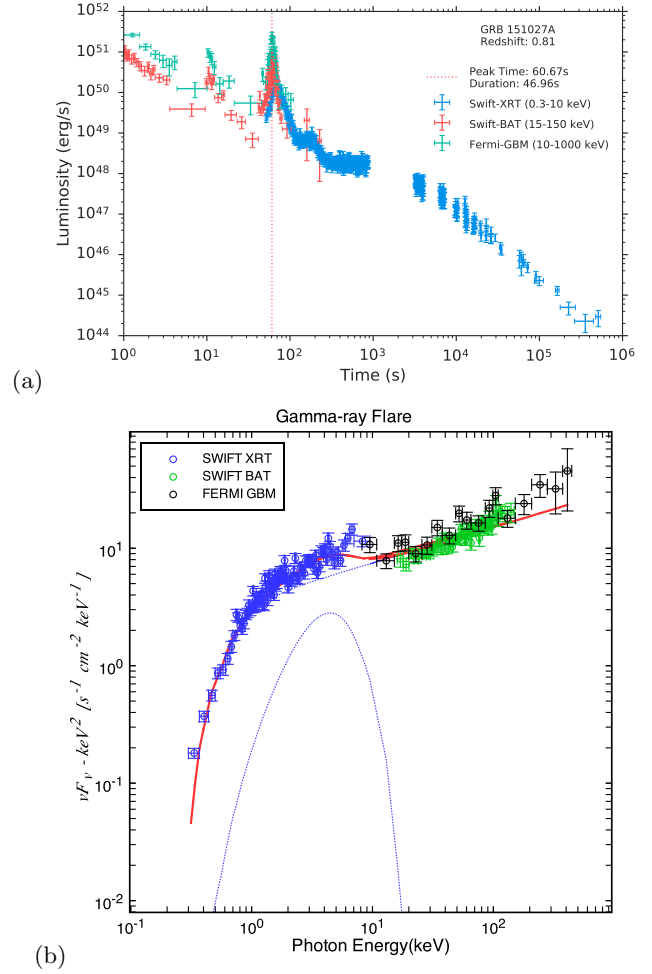 GRB 151027A
Redshift: 0.81
Peak Time: 60.67s
Duration: 46.96s
Swift-XRT (0.3-10 keV)
Swift-BAT (15-150 keV)
Fermi-GBM (10-1000 keV)
Luminosity (erg/s)
10^52
10^51
10^50
10^49
10^48
10^47
10^46
10^45
10^44
10^0 10^1 10^2 10^3 10^4 10^5 10^6
Time (s)
(a)
Gamma-ray Flare
SWIFT XRT
SWIFT BAT
FERMI GBM
νF_ν - keV^2 [s^-1 cm^-2 keV^-1]
10^1
10^0
10^-1
10^-2
10^-1 10^0 10^1 10^2
Photon Energy(keV)
(b)